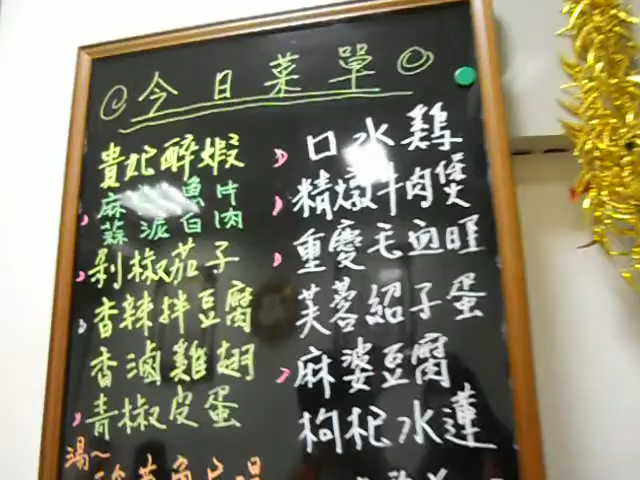 今日菜單
貴妃醉蝦
麻 魚片
蒜泥白肉
剁椒茄子
香辣拌豆腐
香滷雞翅
青椒皮蛋
湯~
口水鷄
精燉牛肉煲
重慶毛血旺
芙蓉紹子蛋
麻婆豆腐
枸杞水蓮